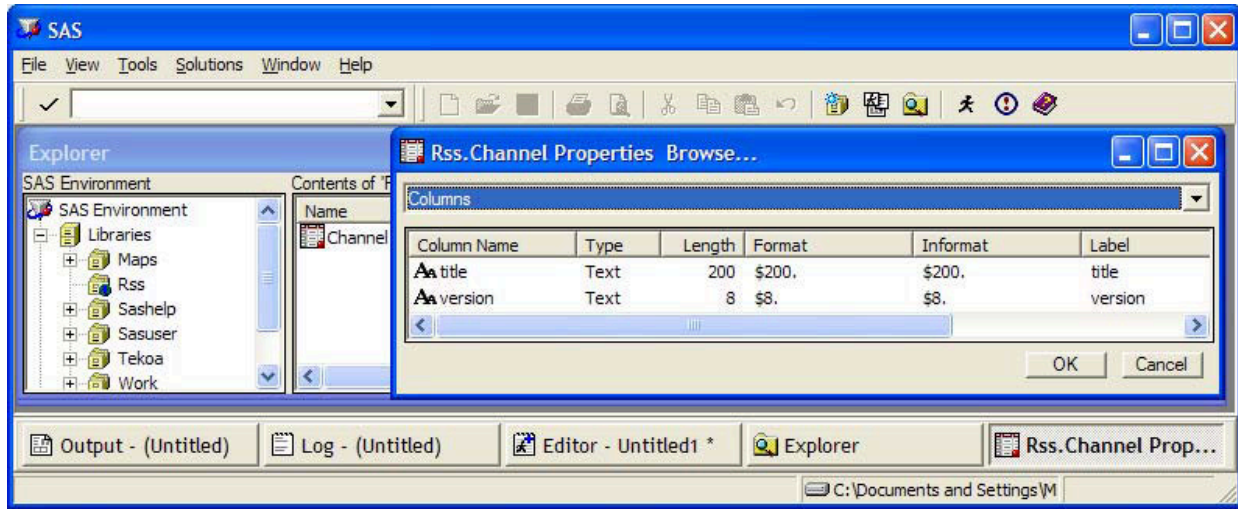 SAS
File View Tools Solutions Window Help
Explorer
SAS Environment
Contents of
SAS Environment
Libraries
Maps
Rss
Sashelp
Sasuser
Tekoa
Work
Name
Channel
Rss.Channel Properties Browse...
Columns
Column Name Type Length Format Informat Label
title Text 200 $200. $200. title
version Text 8 $8. $8. version
OK Cancel
Output - (Untitled) Log - (Untitled) Editor - Untitled1 * Explorer Rss.Channel Prop...
C:\Documents and Settings\M